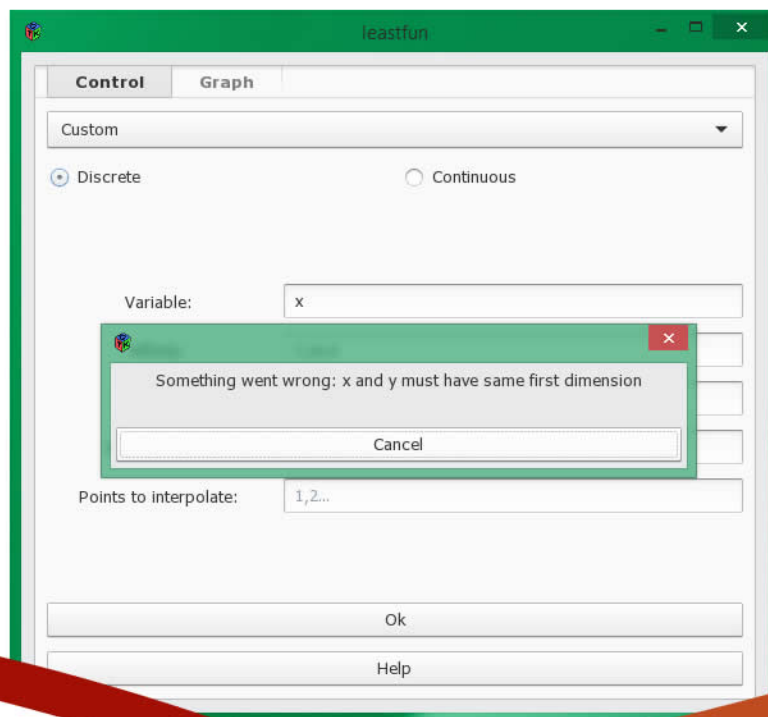 leastfun
Control Graph
Custom
Discrete Continuous
Variable: x
Something went wrong: x and y must have same first dimension
Cancel
Points to interpolate: 1,2...
Ok
Help